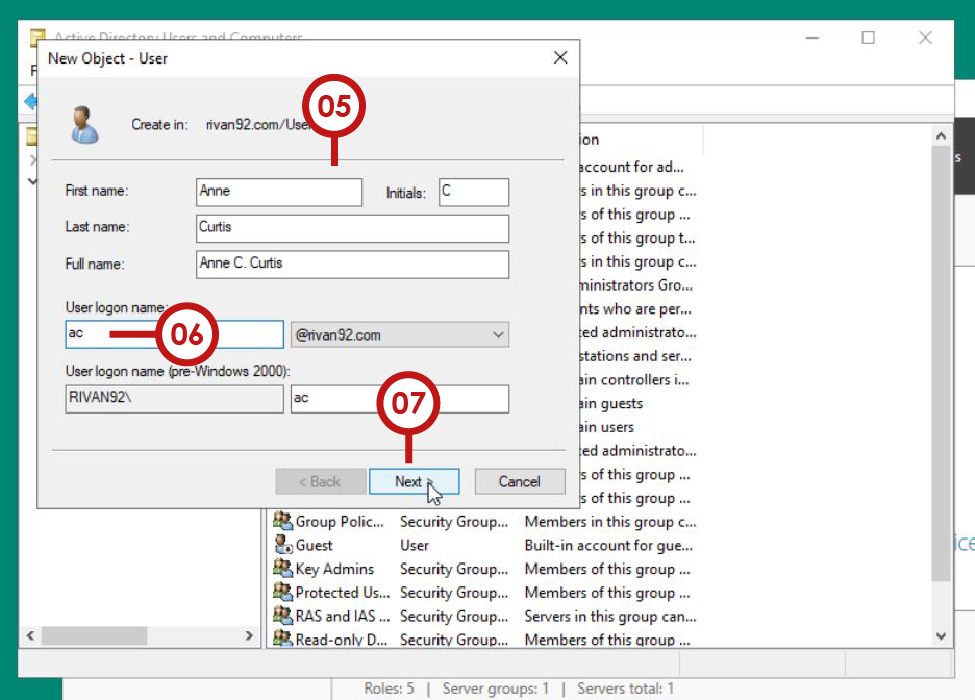 Active Directory Users and Computers
New Object - User
05
Create in: rivan92.com/User
First name: Anne Initials: C
Last name: Curtis
Full name: Anne C. Curtis
User logon name:
ac 06 @rivan92.com
User logon name (pre-Windows 2000):
RIVAN92\ ac 07
< Back Next > Cancel
ion
account for ad...
s in this group c...
s of this group ...
s of this group t...
s in this group c...
ministrators Gro...
nts who are per...
ed administrato...
stations and ser...
ain controllers i...
ain guests
ain users
ed administrato...
s of this group ...
s of this group ...
Group Polic... Security Group... Members in this group c...
Guest User Built-in account for gue...
Key Admins Security Group... Members of this group ...
Protected Us... Security Group... Members of this group ...
RAS and IAS ... Security Group... Servers in this group can...
Read-only D... Security Group... Members of this group ...
s
ice
Roles: 5 | Server groups: 1 | Servers total: 1